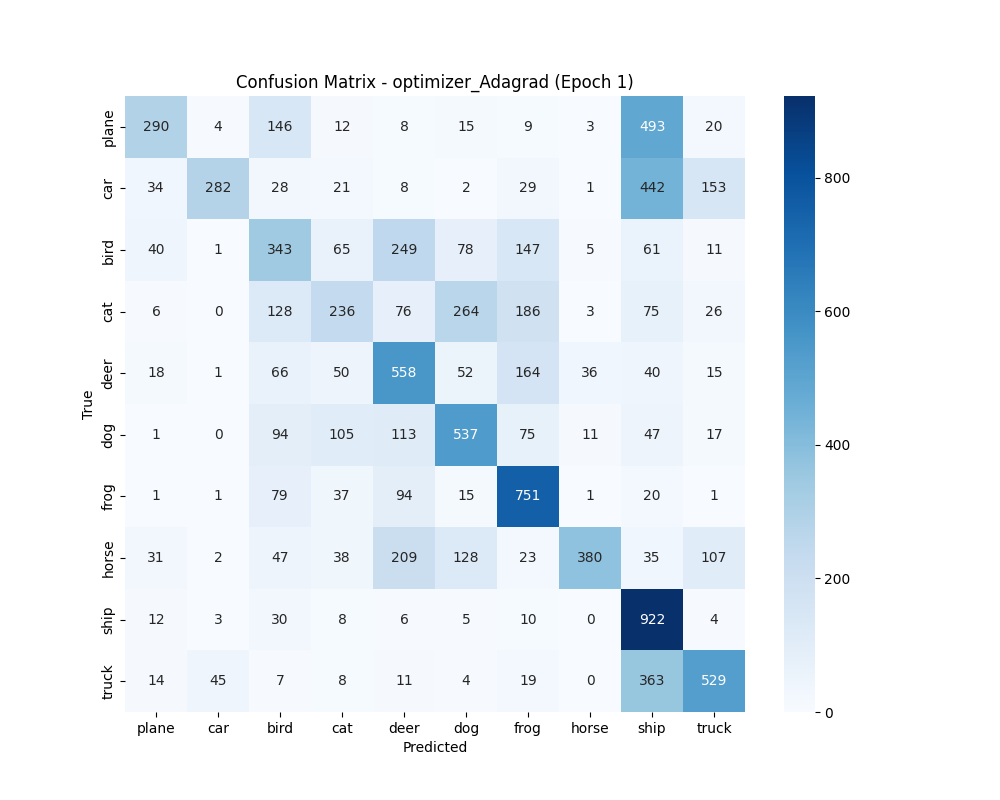 Confusion Matrix - optimizer_Adagrad (Epoch 1)
plane 290 4 146 12 8 15 9 3 493 20
car 34 282 28 21 8 2 29 1 442 153
bird 40 1 343 65 249 78 147 5 61 11
cat 6 0 128 236 76 264 186 3 75 26
deer 18 1 66 50 558 52 164 36 40 15
dog 1 0 94 105 113 537 75 11 47 17
frog 1 1 79 37 94 15 751 1 20 1
horse 31 2 47 38 209 128 23 380 35 107
ship 12 3 30 8 6 5 10 0 922 4
truck 14 45 7 8 11 4 19 0 363 529
plane car bird cat deer dog frog horse ship truck
Predicted
True
800
600
400
200
0